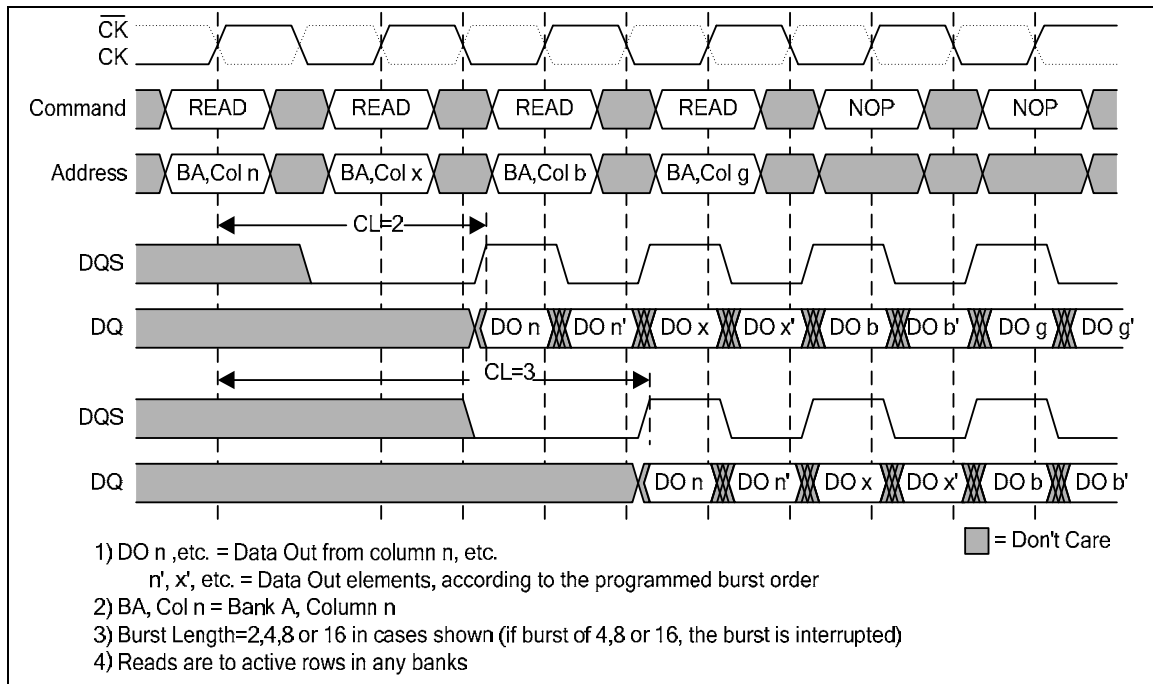 CK
CK
Command READ READ READ READ NOP NOP
Address BA,Col n BA,Col x BA,Col b BA,Col g
CL=2
DQS
DQ DO n DO n' DO x DO x' DO b DO b' DO g DO g'
CL=3
DQS
DQ DO n DO n' DO x DO x' DO b DO b'
= Don't Care
1) DO n ,etc. = Data Out from column n, etc.
n', x', etc. = Data Out elements, according to the programmed burst order
2) BA, Col n = Bank A, Column n
3) Burst Length=2,4,8 or 16 in cases shown (if burst of 4,8 or 16, the burst is interrupted)
4) Reads are to active rows in any banks